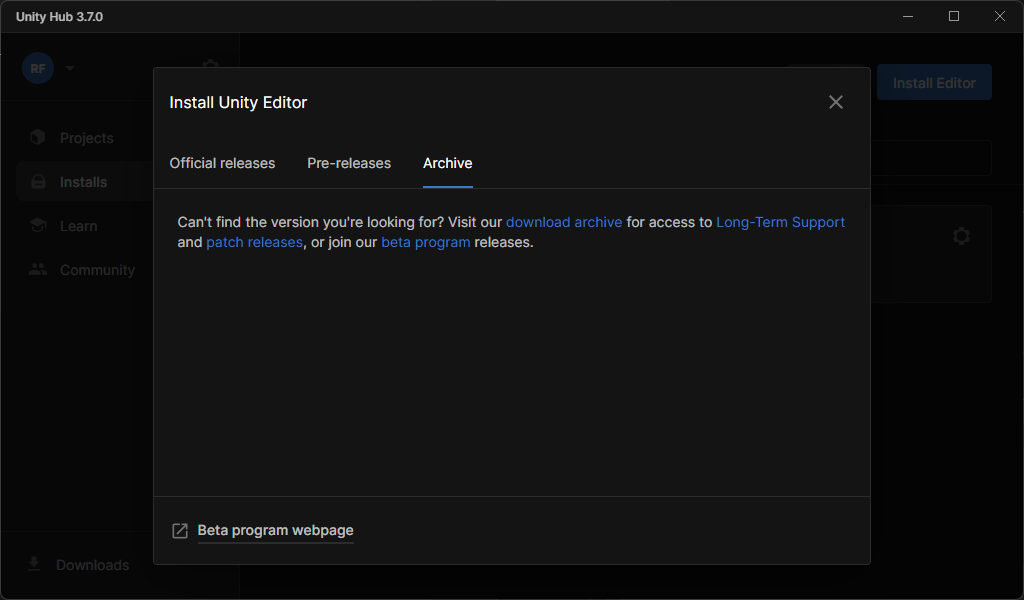 Unity Hub 3.7.0
RF
Install Editor
Install Unity Editor
Projects
Official releases Pre-releases Archive
Installs
Can't find the version you're looking for? Visit our download archive for access to Long-Term Support
and patch releases, or join our beta program releases.
Learn
Community
Beta program webpage
Downloads